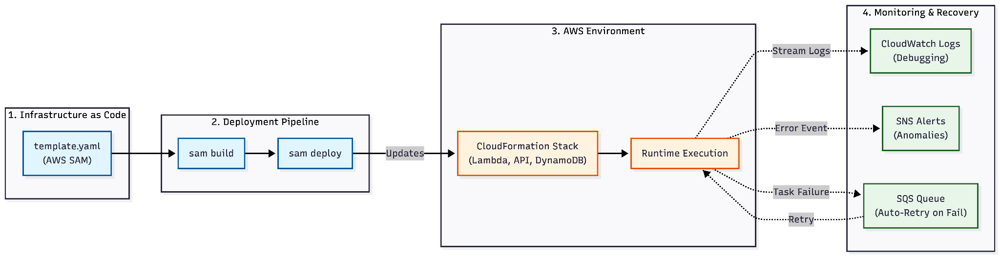 1. Infrastructure as Code
template.yaml
(AWS SAM)
2. Deployment Pipeline
sam build
sam deploy
Updates
3. AWS Environment
CloudFormation Stack
(Lambda, API, DynamoDB)
Runtime Execution
Stream Logs
Error Event
Task Failure
Retry
4. Monitoring & Recovery
CloudWatch Logs
(Debugging)
SNS Alerts
(Anomalies)
SQS Queue
(Auto-Retry on Fail)